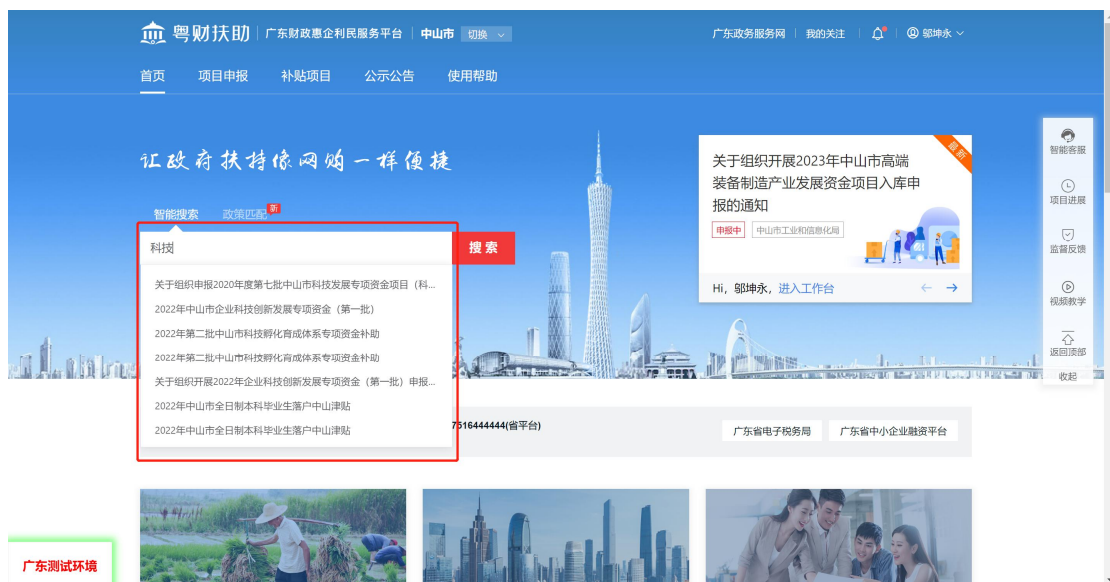 粤财扶助 广东财政惠企利民服务平台 中山市 切换
广东政务服务网 我的关注 邬坤永
首页 项目申报 补贴项目 公示公告 使用帮助
让政府扶持像网购一样便捷
智能搜索 政策匹配 新
科技 搜索
关于组织申报2020年度第七批中山市科技发展专项资金项目（科...
2022年中山市企业科技创新发展专项资金（第一批）
2022年第二批中山市科技孵化育成体系专项资金补助
2022年第二批中山市科技孵化育成体系专项资金补助
关于组织开展2022年企业科技创新发展专项资金（第一批）申报...
2022年中山市全日制本科毕业生落户中山津贴
2022年中山市全日制本科毕业生落户中山津贴
最新
关于组织开展2023年中山市高端
装备制造产业发展资金项目入库申
报的通知
申报中 中山市工业和信息化局
Hi，邬坤永，进入工作台
智能客服
项目进展
监督反馈
视频教学
返回顶部
收起
7516444444(省平台)
广东省电子税务局 广东省中小企业融资平台
广东测试环境